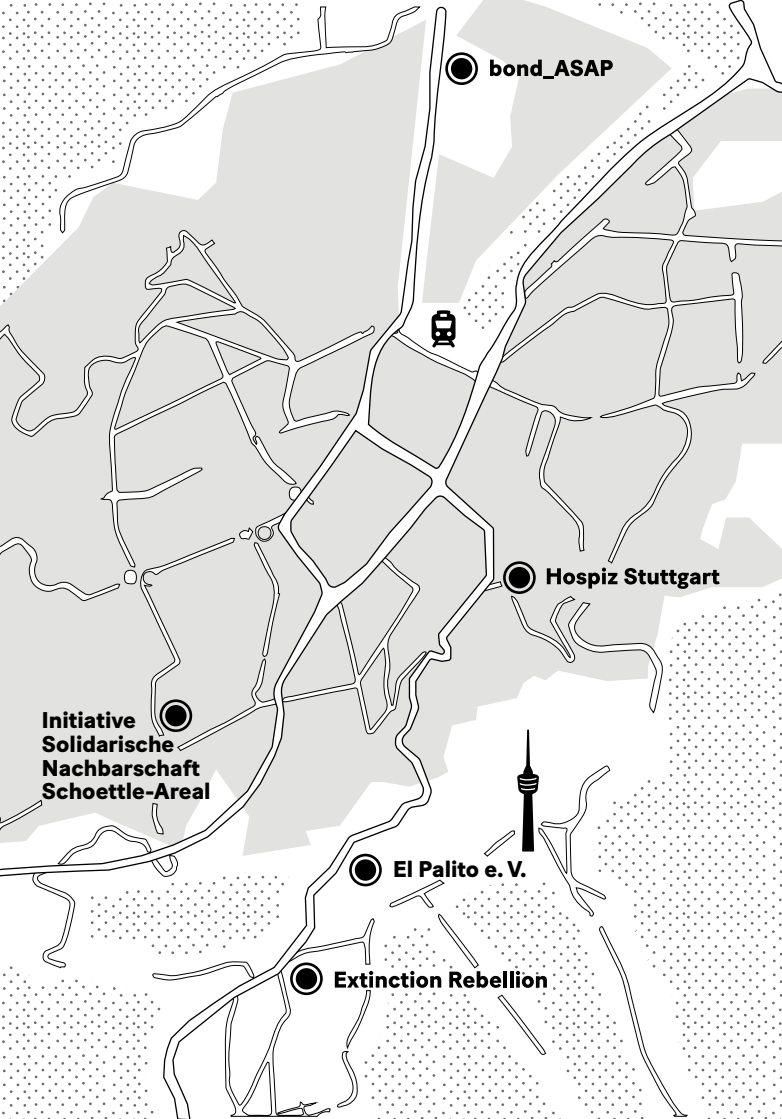 bond_ASAP
Hospiz Stuttgart
Initiative
Solidarische
Nachbarschaft
Schoettle-Areal
El Palito e. V.
Extinction Rebellion